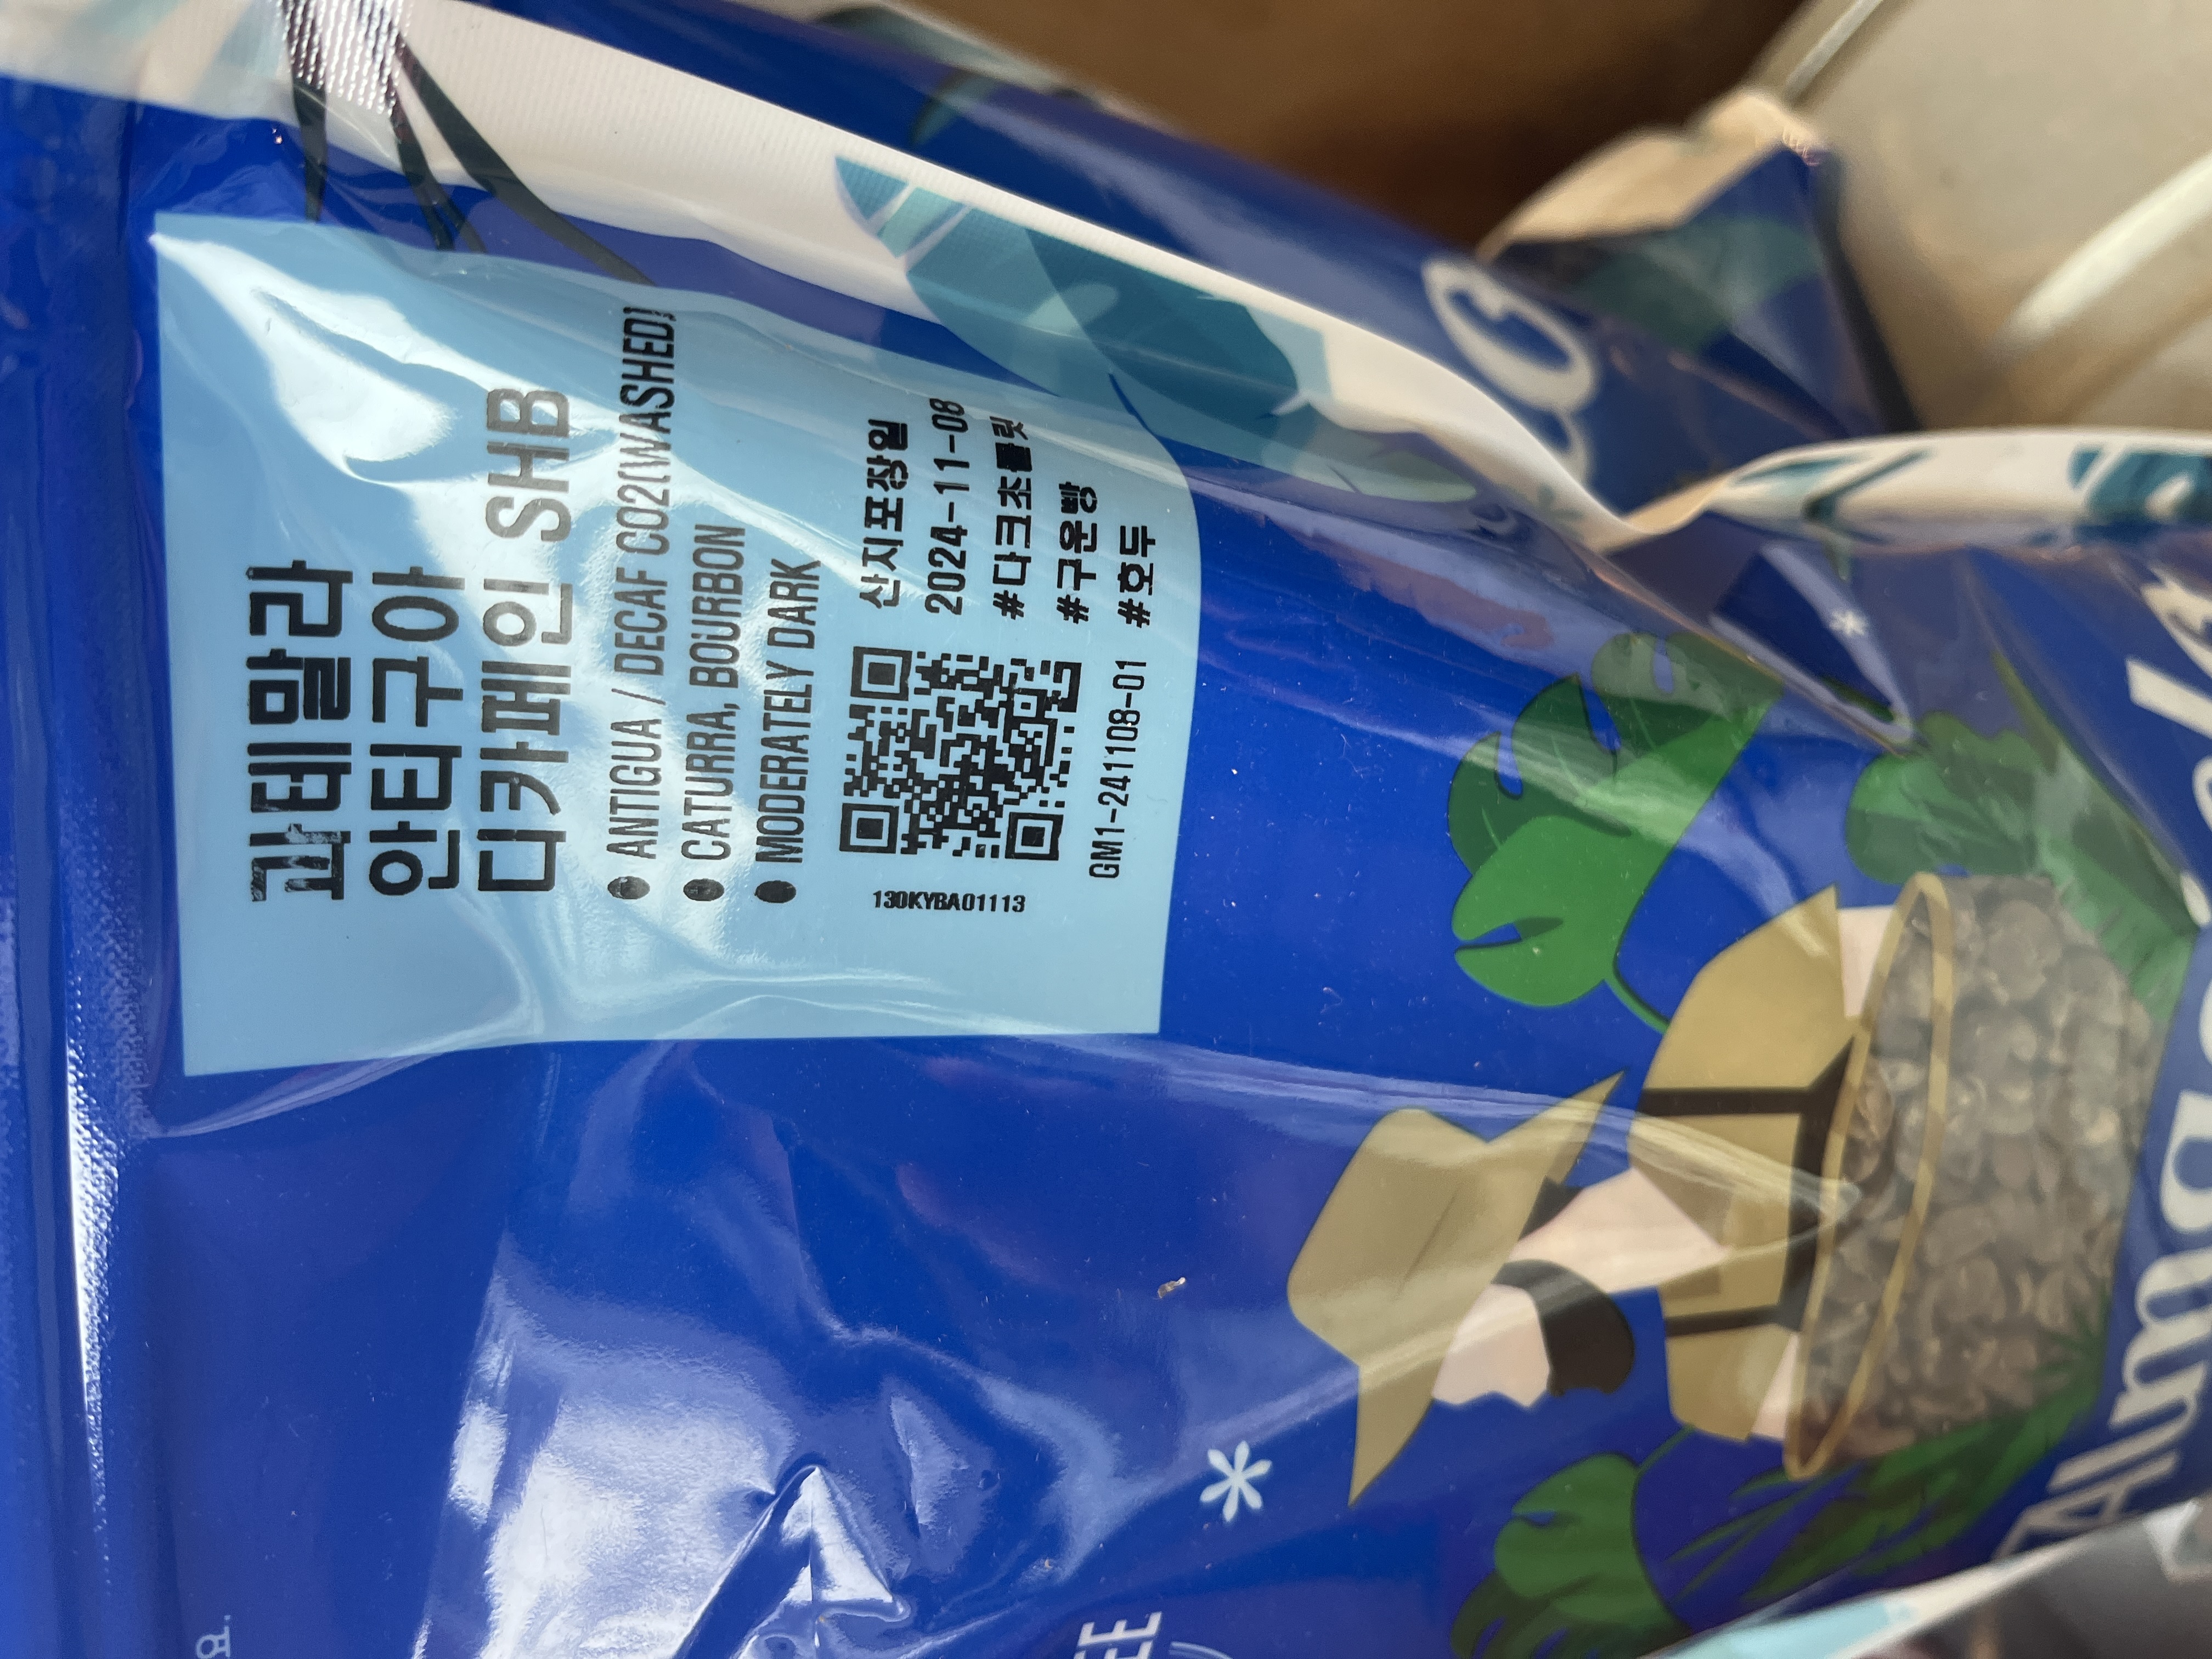 과테말라
안티구아
디카페인 SHB
● ANTIGUA / DECAF CO2(WASHED)
● CATURRA, BOURBON
● MODERATELY DARK
산지포장일
2024-11-08
#다크초콜릿
#구운빵
#호두
130KYBA01113
GM1-241108-01
요.